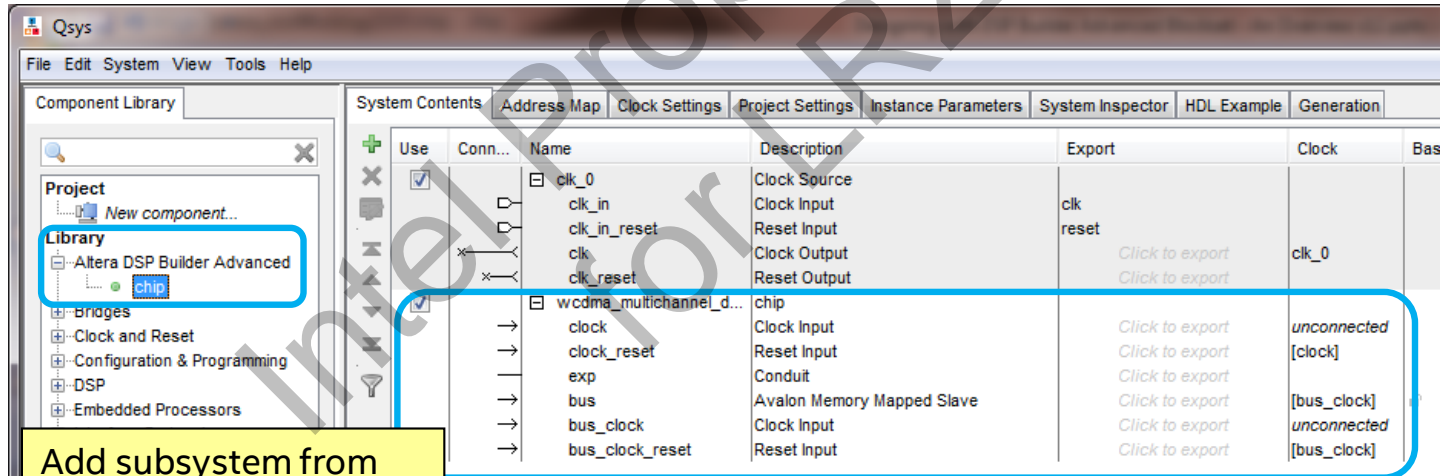 Qsys
File Edit System View Tools Help
Component Library
System Contents Address Map Clock Settings Project Settings Instance Parameters System Inspector HDL Example Generation
Use Conn... Name Description Export Clock Bas
Project
New component...
Library
Altera DSP Builder Advanced
chip
Bridges
Clock and Reset
Configuration & Programming
DSP
Embedded Processors
clk_0 Clock Source
clk_in Clock Input clk
clk_in_reset Reset Input reset
clk Clock Output Click to export clk_0
clk_reset Reset Output Click to export
wcdma_multichannel_d... chip
clock Clock Input Click to export unconnected
clock_reset Reset Input Click to export [clock]
exp Conduit Click to export
bus Avalon Memory Mapped Slave Click to export [bus_clock]
bus_clock Clock Input Click to export unconnected
bus_clock_reset Reset Input Click to export [bus_clock]
Add subsystem from
Intel Pro
for LRZ